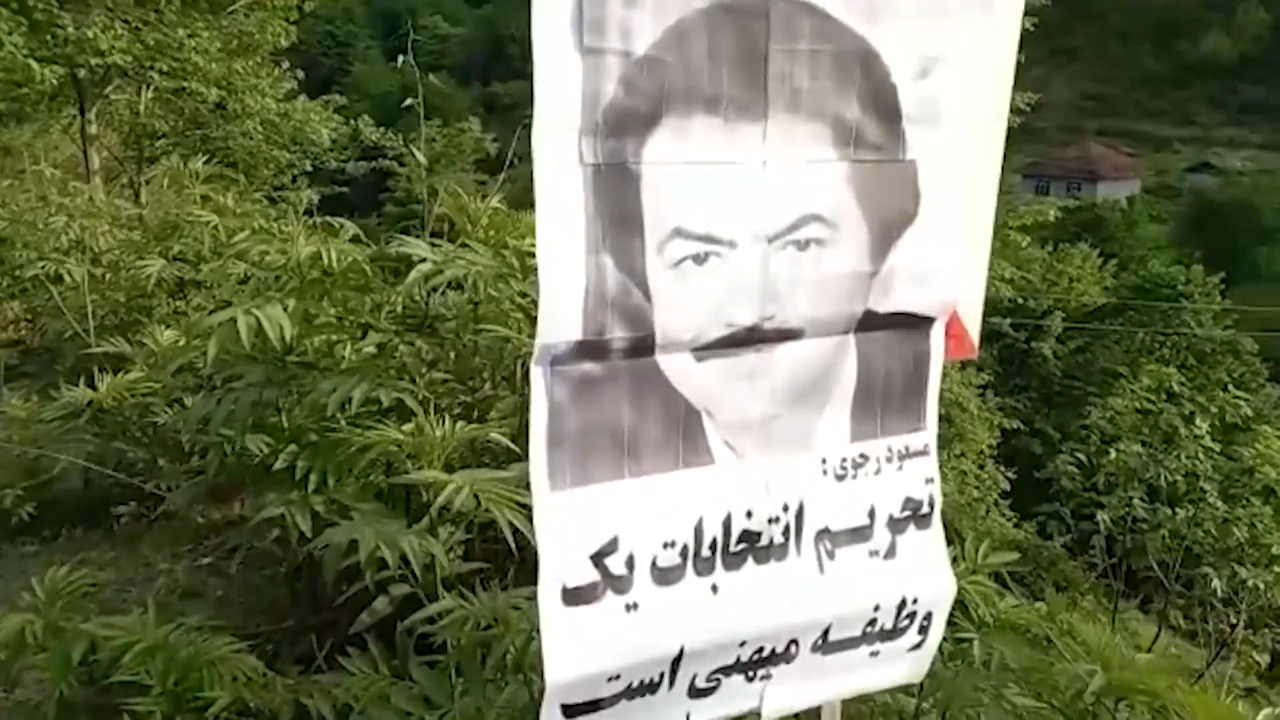 مسعود رجوی :
تحریم انتخابات یک
وظیفه میهنی است